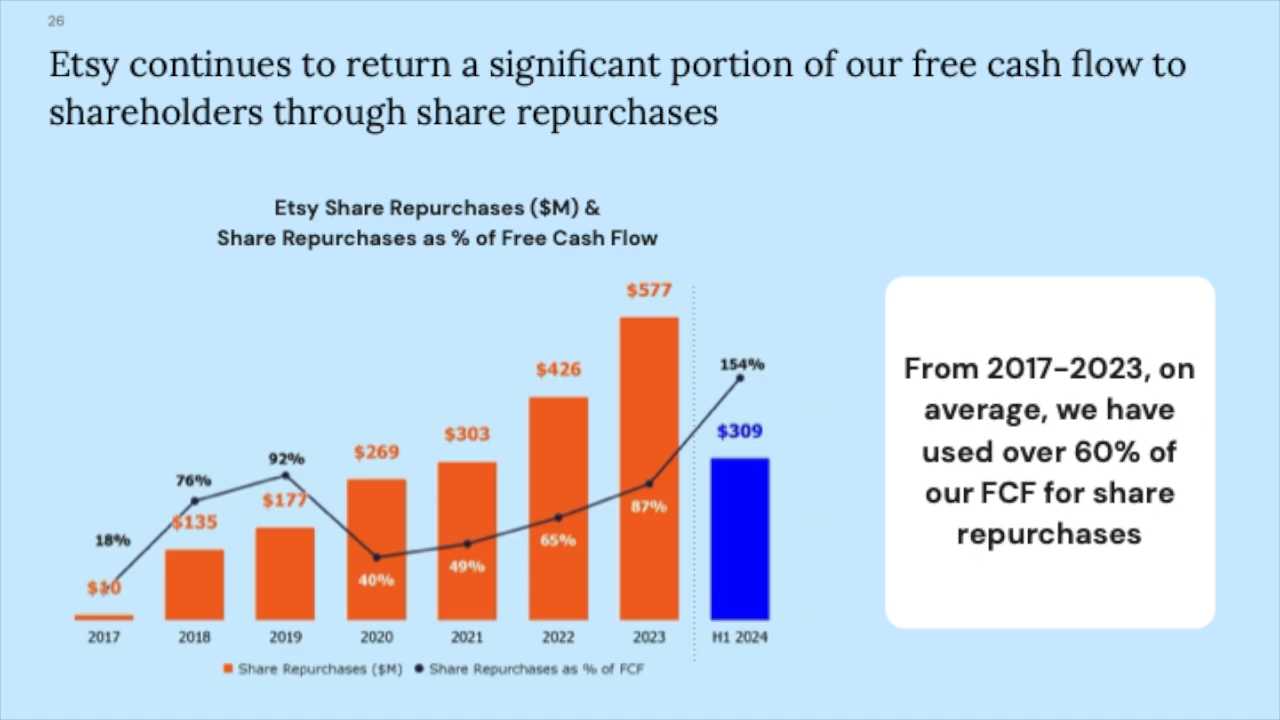 26
Etsy continues to return a significant portion of our free cash flow to
shareholders through share repurchases
Etsy Share Repurchases ($M) &
Share Repurchases as % of Free Cash Flow
$577
$426
154%
$309
$303
$269
92%
76%
$177
$135
87%
18%
65%
49%
40%
$10
2017 2018 2019 2020 2021 2022 2023 H1 2024
Share Repurchases ($M) Share Repurchases as % of FCF
From 2017-2023, on
average, we have
used over 60% of
our FCF for share
repurchases